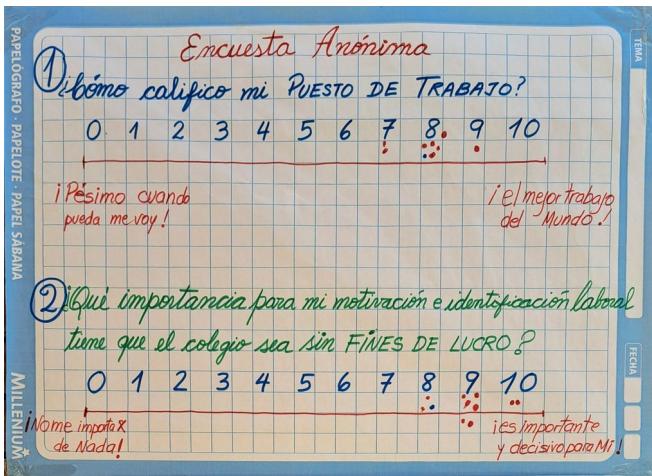 Encuesta Anónima
① ¿Cómo califico mi PUESTO DE TRABAJO?
0 1 2 3 4 5 6 7 8 9 10
¡Pésimo cuando
pueda me voy!
¡el mejor trabajo
del Mundo!
② ¿Qué importancia para mi motivación e identificación laboral
tiene que el colegio sea sin FINES DE LUCRO?
0 1 2 3 4 5 6 7 8 9 10
¡No me importa
de Nada!
¡es importante
y decisivo para Mí!
PAPELÓGRAFO · PAPELOTE · PAPEL SÁBANA
MILLENIUM
TEMA
FECHA